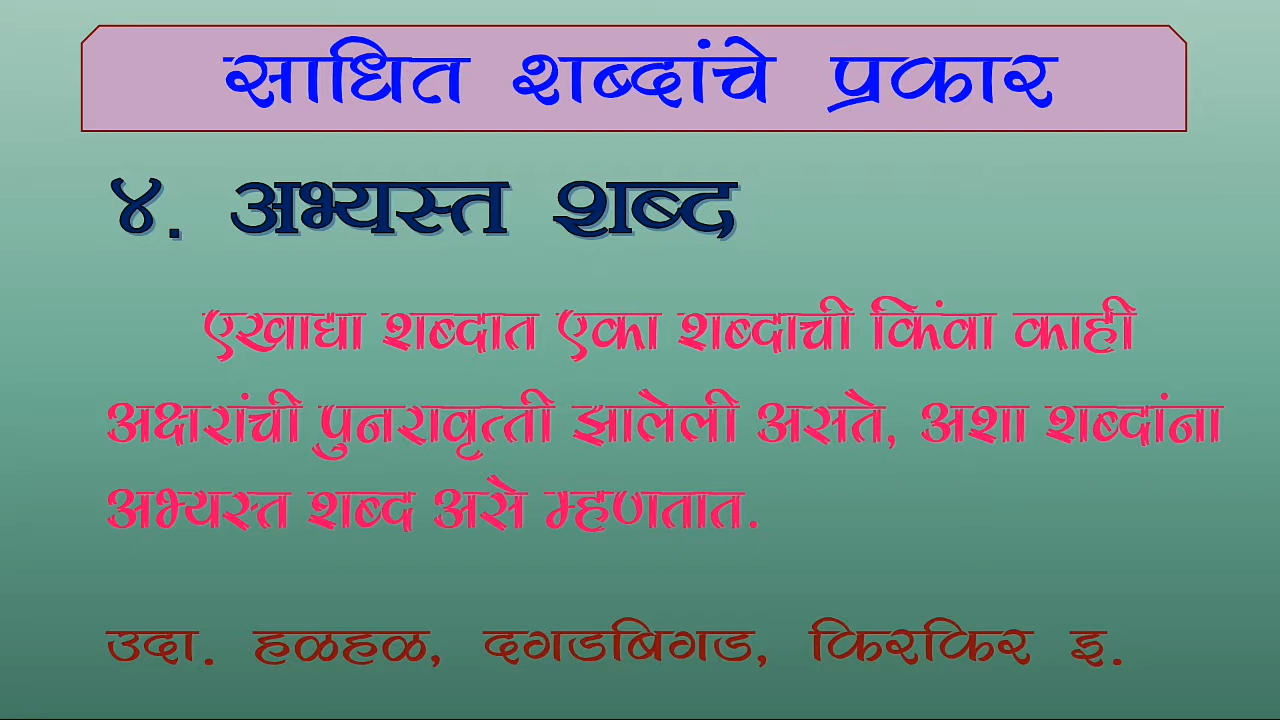 साधित शब्दांचे प्रकार
४. अभ्यस्त शब्द
एखाद्या शब्दात एका शब्दाची किंवा काही
अक्षरांची पुनरावृत्ती झालेली असते, अशा शब्दांना
अभ्यस्त शब्द असे म्हणतात.
उदा. हळहळ, दगडबिगड, किरकिर इ.